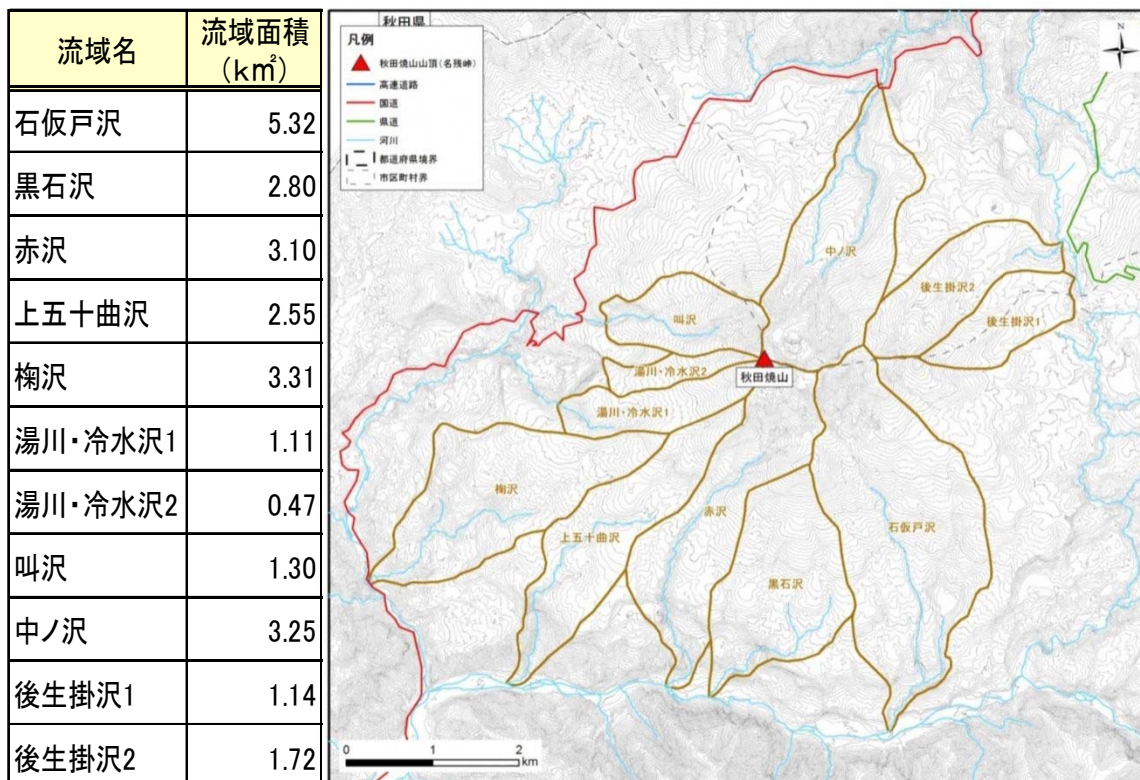 流域名 流域面積
(km²)
石仮戸沢 5.32
黒石沢 2.80
赤沢 3.10
上五十曲沢 2.55
椈沢 3.31
湯川・冷水沢1 1.11
湯川・冷水沢2 0.47
叫沢 1.30
中ノ沢 3.25
後生掛沢1 1.14
後生掛沢2 1.72
秋田県
凡例
秋田焼山山頂(名残峠)
高速道路
国道
県道
河川
都道府県境界
市区町村界
N
中ノ沢
後生掛沢2
後生掛沢1
叫沢
湯川・冷水沢2
秋田焼山
湯川・冷水沢1
椈沢
赤沢
上五十曲沢
石仮戸沢
黒石沢
0 1 2
km